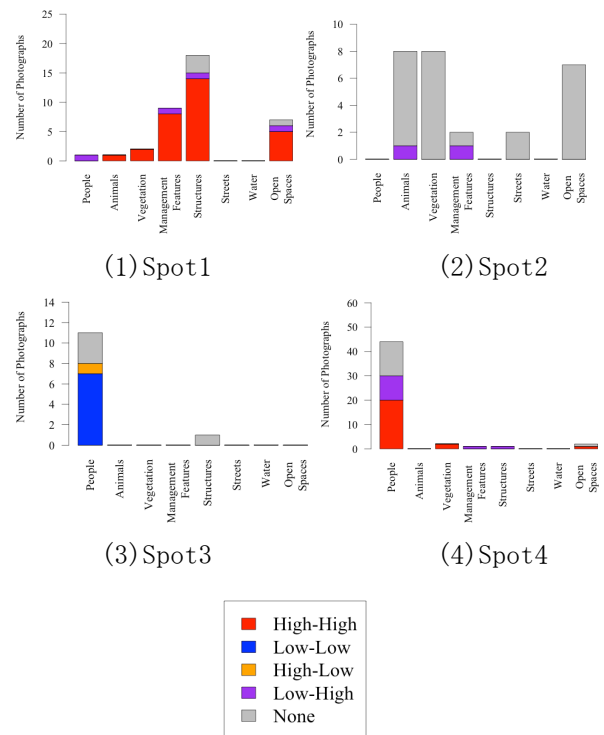 Number of Photographs
25
20
15
10
5
0
People
Animals
Vegetation
Management
Features
Structures
Streets
Water
Open
Spaces
(1)Spot1
Number of Photographs
10
8
6
4
2
0
People
Animals
Vegetation
Management
Features
Structures
Streets
Water
Open
Spaces
(2)Spot2
Number of Photographs
14
12
10
8
6
4
2
0
People
Animals
Vegetation
Management
Features
Structures
Streets
Water
Open
Spaces
(3)Spot3
Number of Photographs
60
50
40
30
20
10
0
People
Animals
Vegetation
Management
Features
Structures
Streets
Water
Open
Spaces
(4)Spot4
High-High
Low-Low
High-Low
Low-High
None